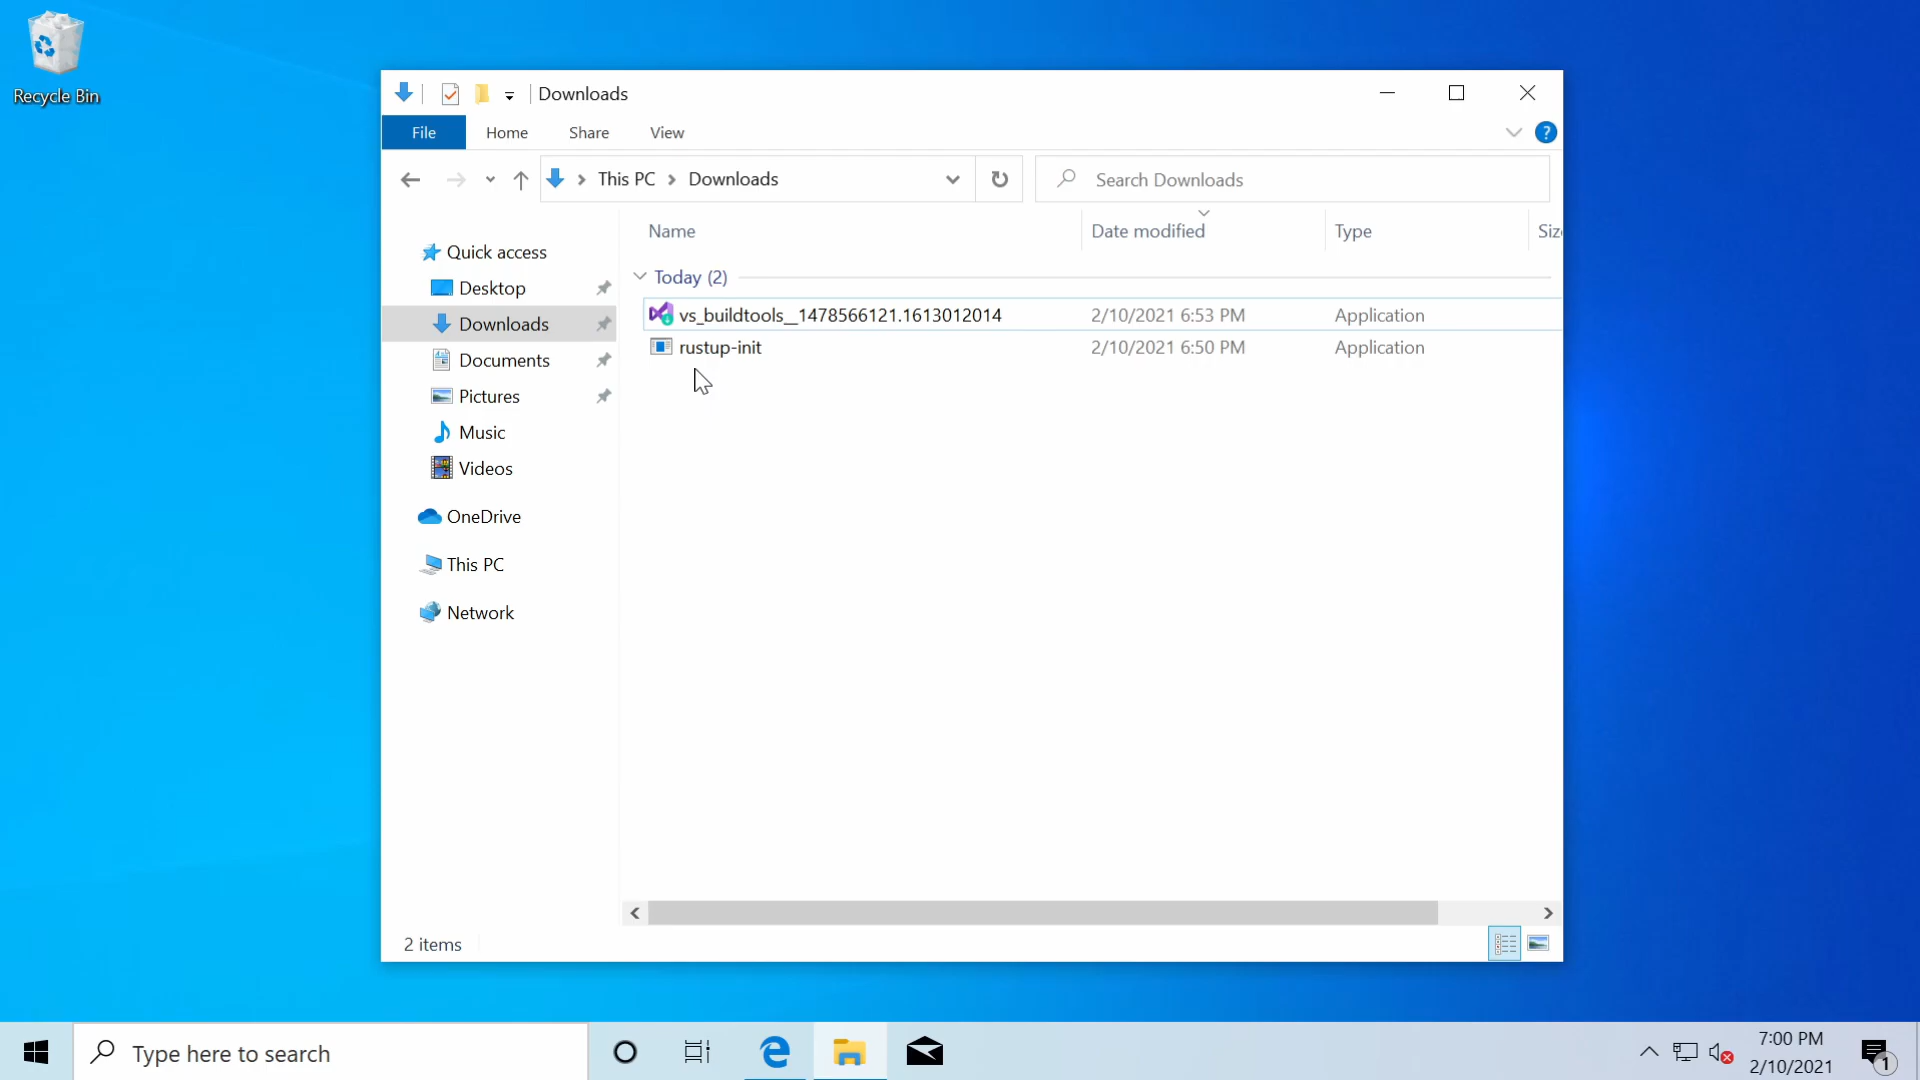 Recycle Bin
Downloads
File Home Share View
?
This PC Downloads
Search Downloads
Name Date modified Type Siz
Today (2)
vs_buildtools__1478566121.1613012014 2/10/2021 6:53 PM Application
rustup-init 2/10/2021 6:50 PM Application
Quick access
Desktop
Downloads
Documents
Pictures
Music
Videos
OneDrive
This PC
Network
2 items
Type here to search
7:00 PM
2/10/2021
1